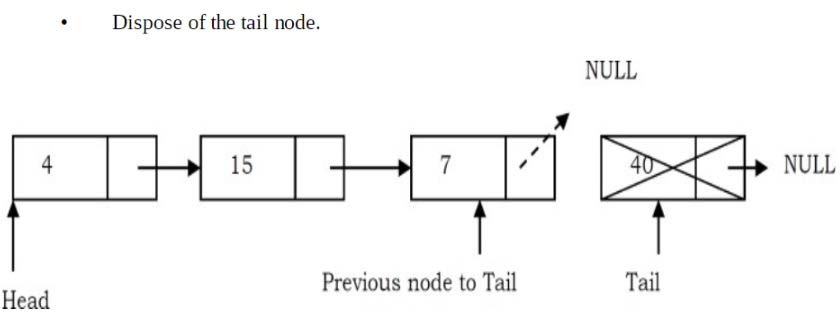 • Dispose of the tail node.
NULL
4 15 7 40 NULL
Previous node to Tail Tail
Head